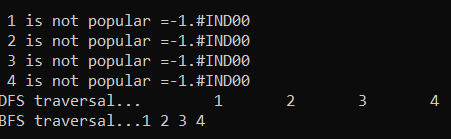 1 is not popular =-1.#IND00
2 is not popular =-1.#IND00
3 is not popular =-1.#IND00
4 is not popular =-1.#IND00
DFS traversal... 1 2 3 4
BFS traversal...1 2 3 4